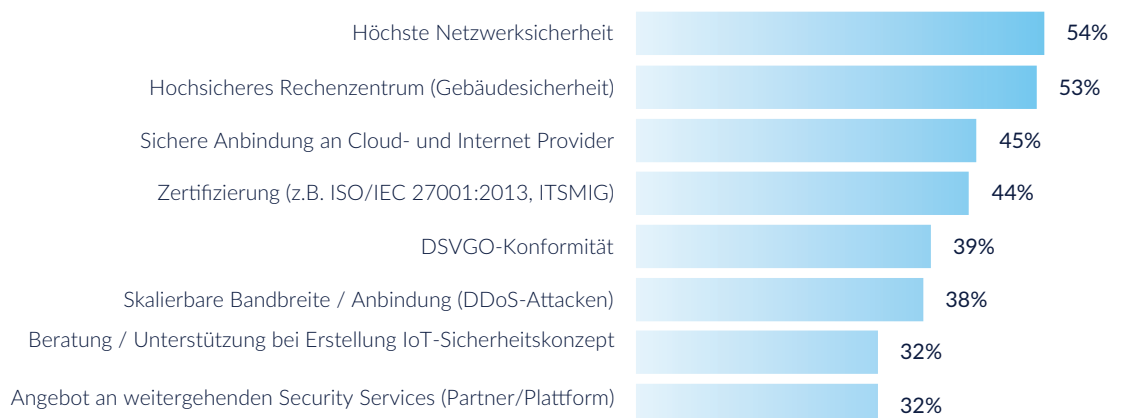 Höchste Netzwerksicherheit 54%
Hochsicheres Rechenzentrum (Gebäudesicherheit) 53%
Sichere Anbindung an Cloud- und Internet Provider 45%
Zertifizierung (z.B. ISO/IEC 27001:2013, ITSMIG) 44%
DSVGO-Konformität 39%
Skalierbare Bandbreite / Anbindung (DDoS-Attacken) 38%
Beratung / Unterstützung bei Erstellung IoT-Sicherheitskonzept 32%
Angebot an weitergehenden Security Services (Partner/Plattform) 32%